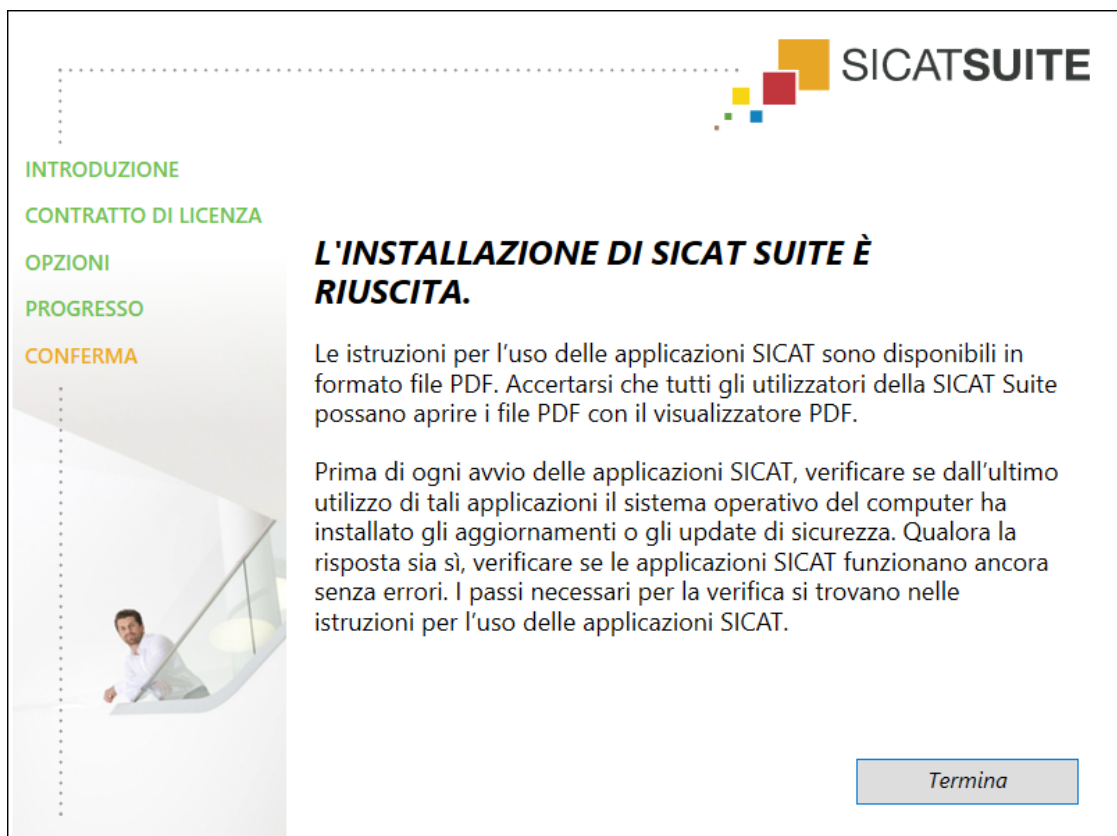 SICATSUITE
INTRODUZIONE
CONTRATTO DI LICENZA
OPZIONI
PROGRESSO
CONFERMA
L'INSTALLAZIONE DI SICAT SUITE È
RIUSCITA.
Le istruzioni per l'uso delle applicazioni SICAT sono disponibili in
formato file PDF. Accertarsi che tutti gli utilizzatori della SICAT Suite
possano aprire i file PDF con il visualizzatore PDF.
Prima di ogni avvio delle applicazioni SICAT, verificare se dall'ultimo
utilizzo di tali applicazioni il sistema operativo del computer ha
installato gli aggiornamenti o gli update di sicurezza. Qualora la
risposta sia sì, verificare se le applicazioni SICAT funzionano ancora
senza errori. I passi necessari per la verifica si trovano nelle
istruzioni per l'uso delle applicazioni SICAT.
Termina